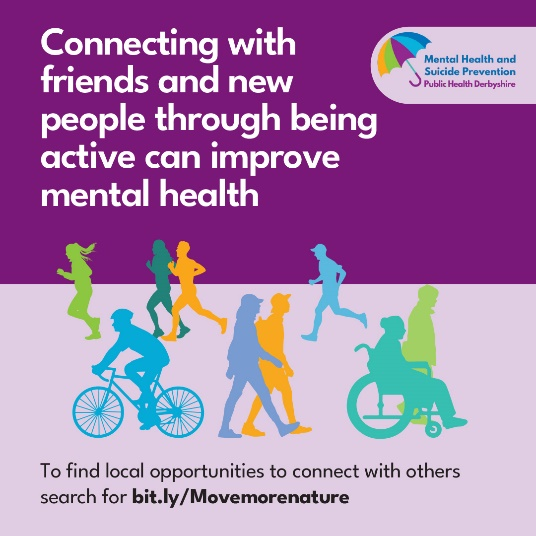 Connecting with
friends and new
people through being
active can improve
mental health
Mental Health and
Suicide Prevention
Public Health Derbyshire
To find local opportunities to connect with others
search for bit.ly/Movemorenature